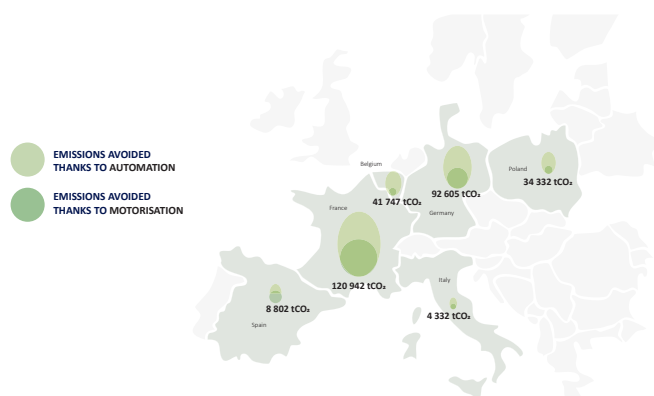 EMISSIONS AVOIDED
THANKS TO AUTOMATION
EMISSIONS AVOIDED
THANKS TO MOTORISATION
Belgium
41 747 tCO₂
92 605 tCO₂
Germany
Poland
34 332 tCO₂
France
120 942 tCO₂
Italy
4 332 tCO₂
8 802 tCO₂
Spain